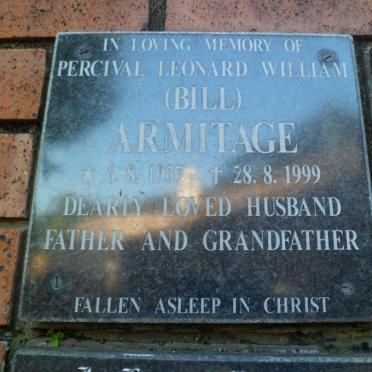 IN LOVING MEMORY OF
PERCIVAL LEONARD WILLIAM
(BILL)
ARMITAGE
★ 6.8. † 28.8.1999
DEARLY LOVED HUSBAND
FATHER AND GRANDFATHER
FALLEN ASLEEP IN CHRIST